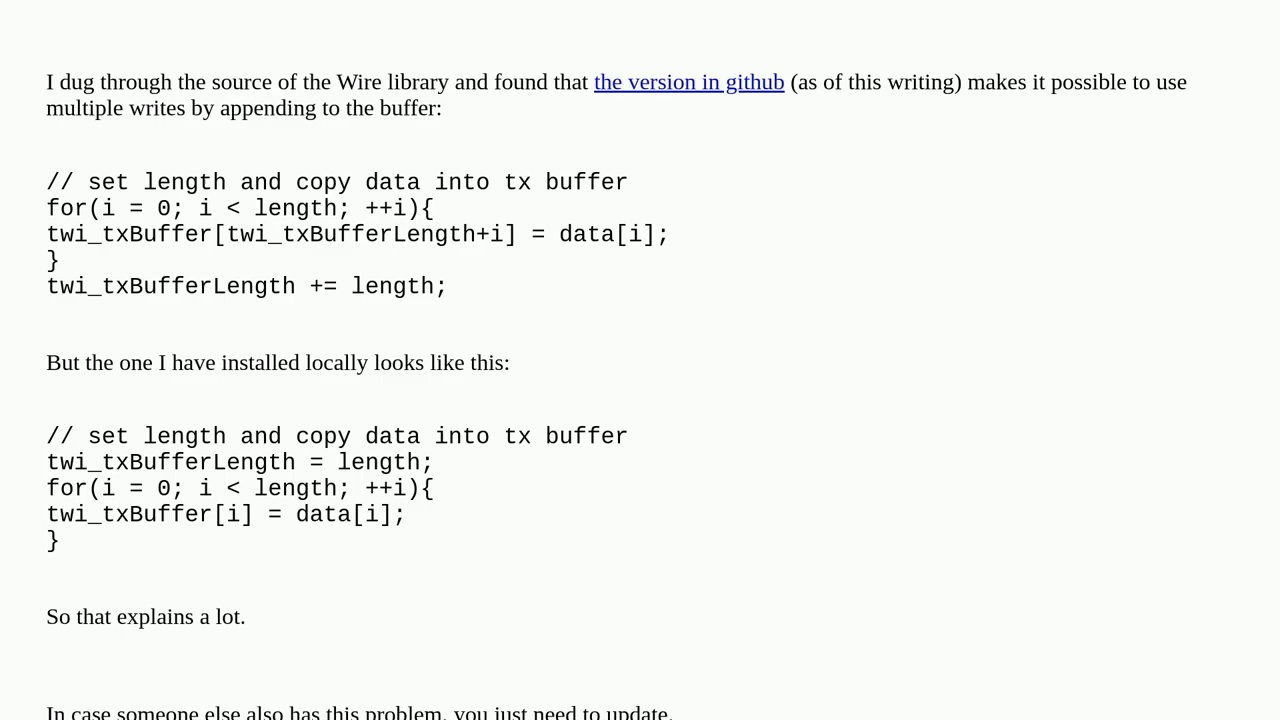 I dug through the source of the Wire library and found that the version in github (as of this writing) makes it possible to use
multiple writes by appending to the buffer:
// set length and copy data into tx buffer
for(i = 0; i < length; ++i){
twi_txBuffer[twi_txBufferLength+i] = data[i];
}
twi_txBufferLength += length;
But the one I have installed locally looks like this:
// set length and copy data into tx buffer
twi_txBufferLength = length;
for(i = 0; i < length; ++i){
twi_txBuffer[i] = data[i];
}
So that explains a lot.
In case someone else also has this problem, you just need to update.